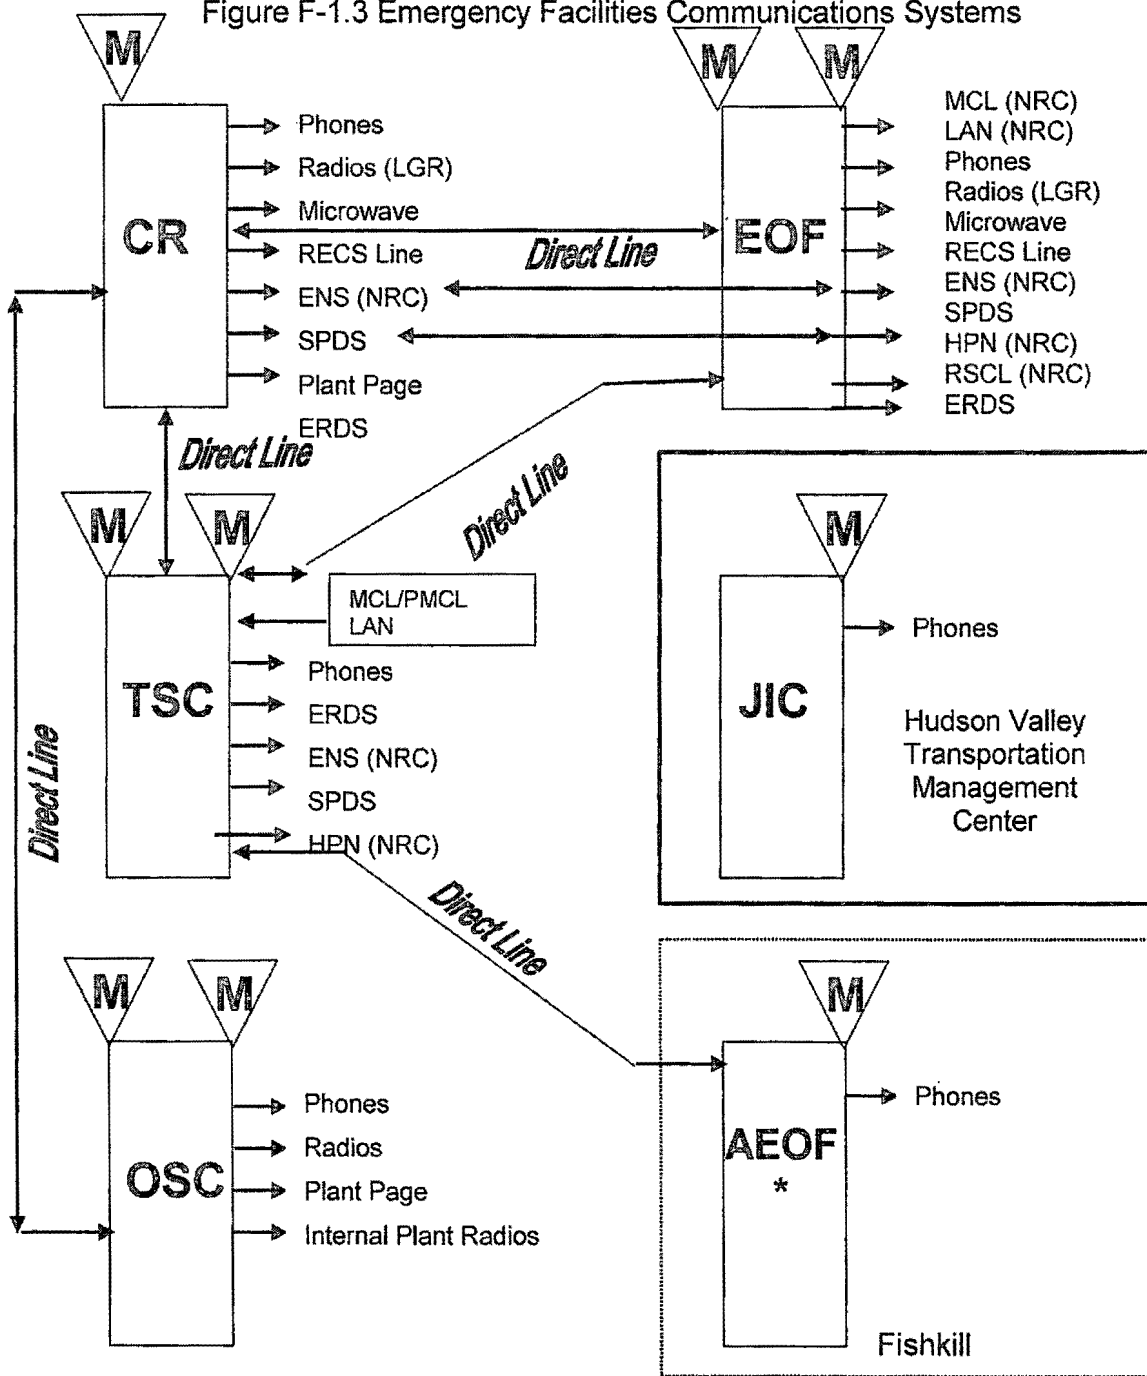 Figure F-1.3 Emergency Facilities Communications Systems
M
M
M
CR
Phones
Radios (LGR)
Microwave
RECS Line
ENS (NRC)
SPDS
Plant Page
ERDS
Direct Line
EOF
MCL (NRC)
LAN (NRC)
Phones
Radios (LGR)
Microwave
RECS Line
ENS (NRC)
SPDS
HPN (NRC)
RSCL (NRC)
ERDS
Direct Line
Direct Line
Direct Line
M
M
TSC
MCL/PMCL
LAN
Phones
ERDS
ENS (NRC)
SPDS
HPN (NRC)
M
JIC
Phones
Hudson Valley
Transportation
Management
Center
Direct Line
M
M
OSC
Phones
Radios
Plant Page
Internal Plant Radios
M
AEOF
*
Phones
Fishkill